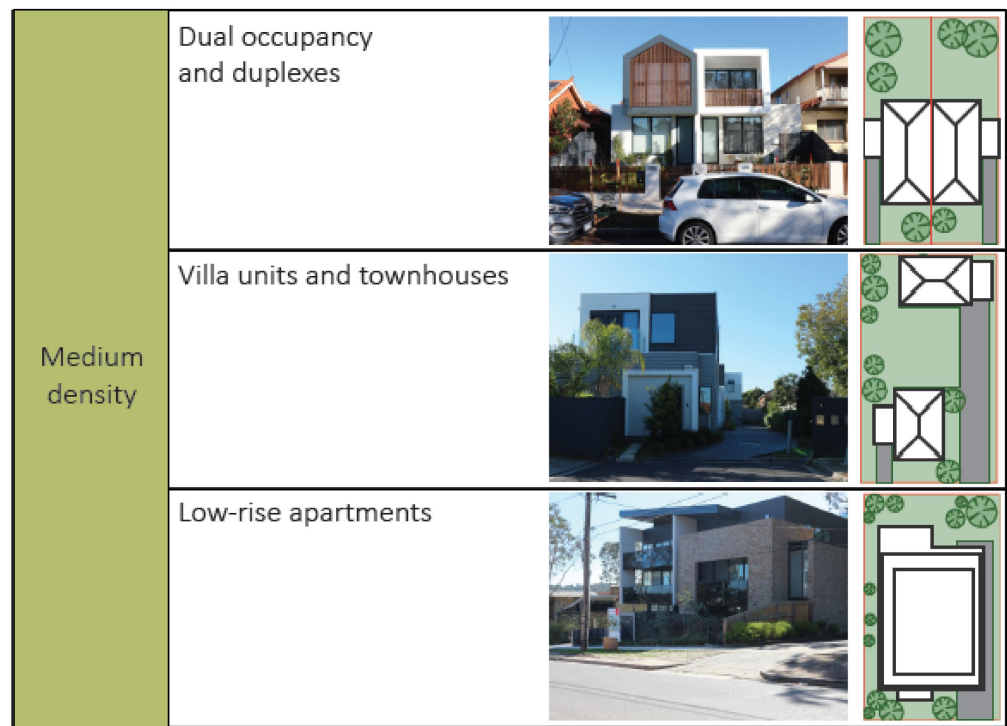 Medium
density
Dual occupancy
and duplexes
Villa units and townhouses
Low-rise apartments